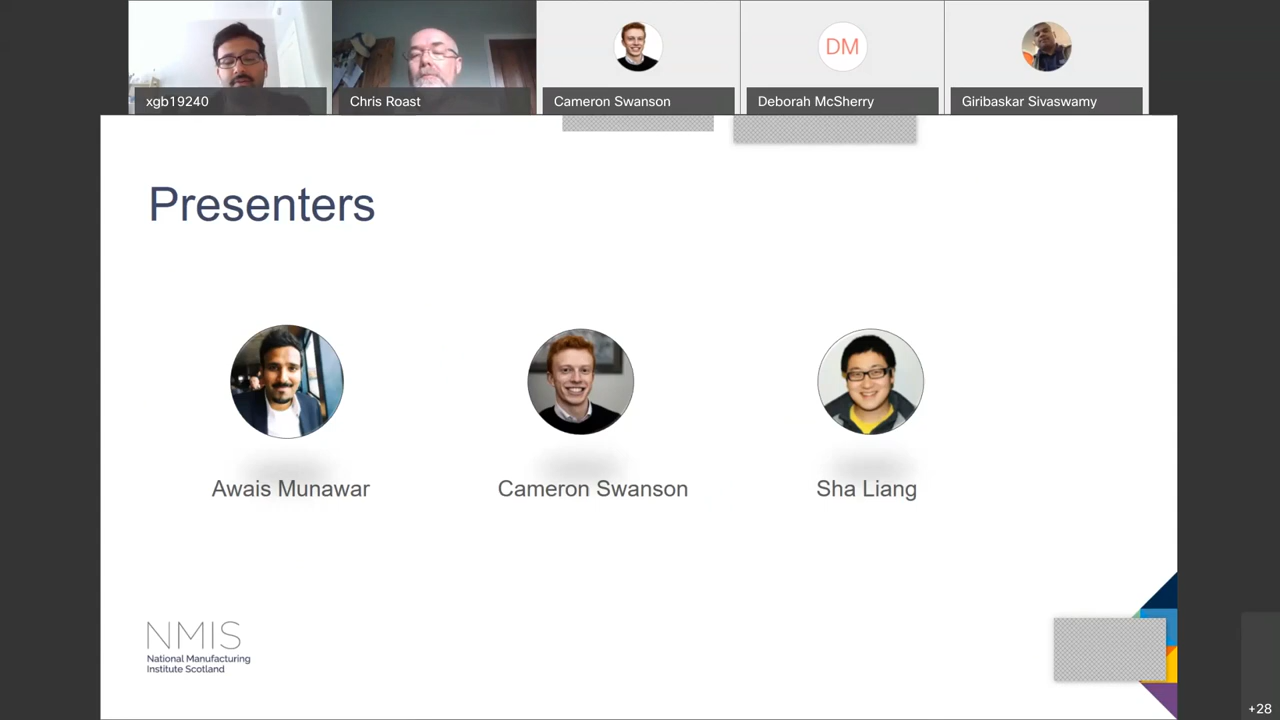 xgb19240
Chris Roast
Cameron Swanson
DM
Deborah McSherry
Giribaskar Sivaswamy
Presenters
Awais Munawar
Cameron Swanson
Sha Liang
NMIS
National Manufacturing
Institute Scotland
+28